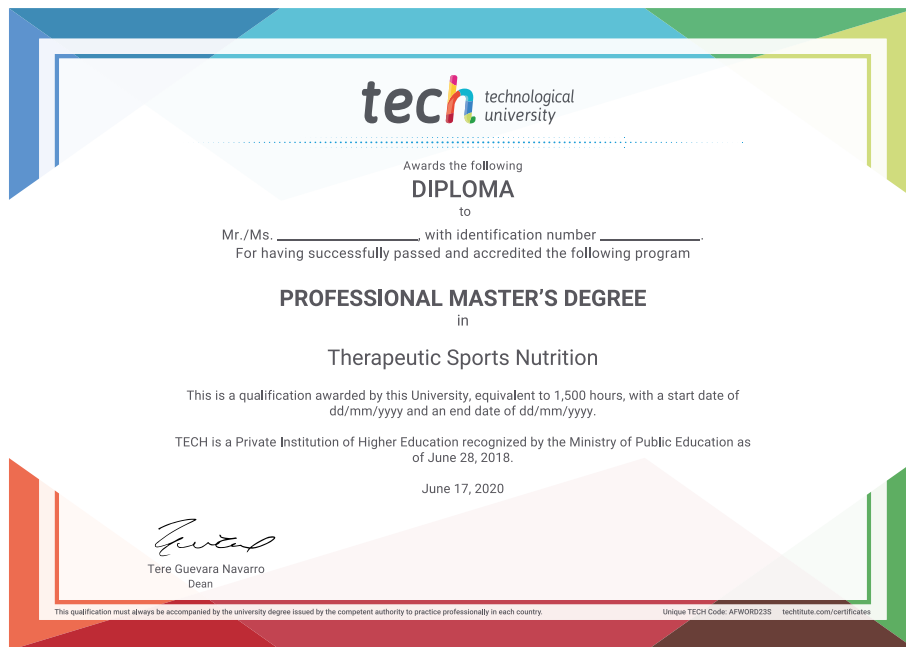 tech technological
university
Awards the following
DIPLOMA
to
Mr./Ms. ____________________, with identification number ______________.
For having successfully passed and accredited the following program
PROFESSIONAL MASTER'S DEGREE
in
Therapeutic Sports Nutrition
This is a qualification awarded by this University, equivalent to 1,500 hours, with a start date of
dd/mm/yyyy and an end date of dd/mm/yyyy.
TECH is a Private Institution of Higher Education recognized by the Ministry of Public Education as
of June 28, 2018.
June 17, 2020
Tere Guevara Navarro
Dean
This qualification must always be accompanied by the university degree issued by the competent authority to practice professionally in each country. Unique TECH Code: AFWORD23S techtitute.com/certificates